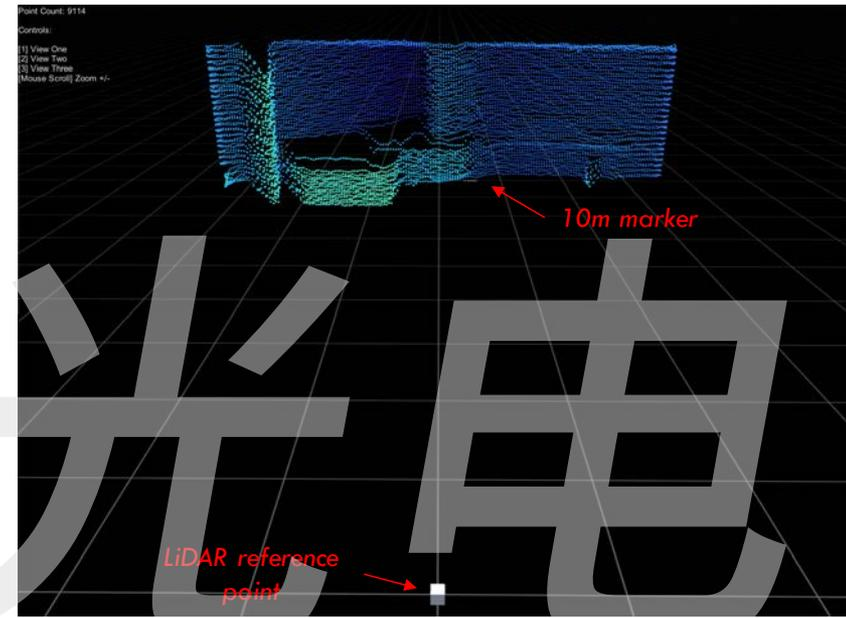 Point Count: 9114
Controls:
[1] View One
[2] View Two
[3] View Three
[Mouse Scroll] Zoom +/-
10m marker
光电
LiDAR reference
point